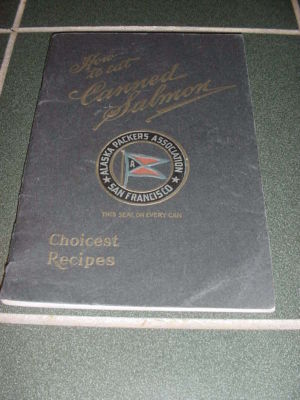 How
to eat
Canned
Salmon
ALASKA PACKERS ASSOCIATION
A
SAN FRANCISCO
THIS SEAL ON EVERY CAN
Choicest
Recipes